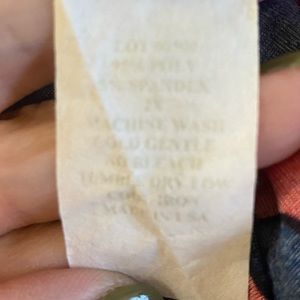 LOT
95% POLY
5% SPANDEX
2X
MACHINE WASH
COLD GENTLE
NO BLEACH
TUMBLE DRY LOW
COOL IRON
MADE IN USA